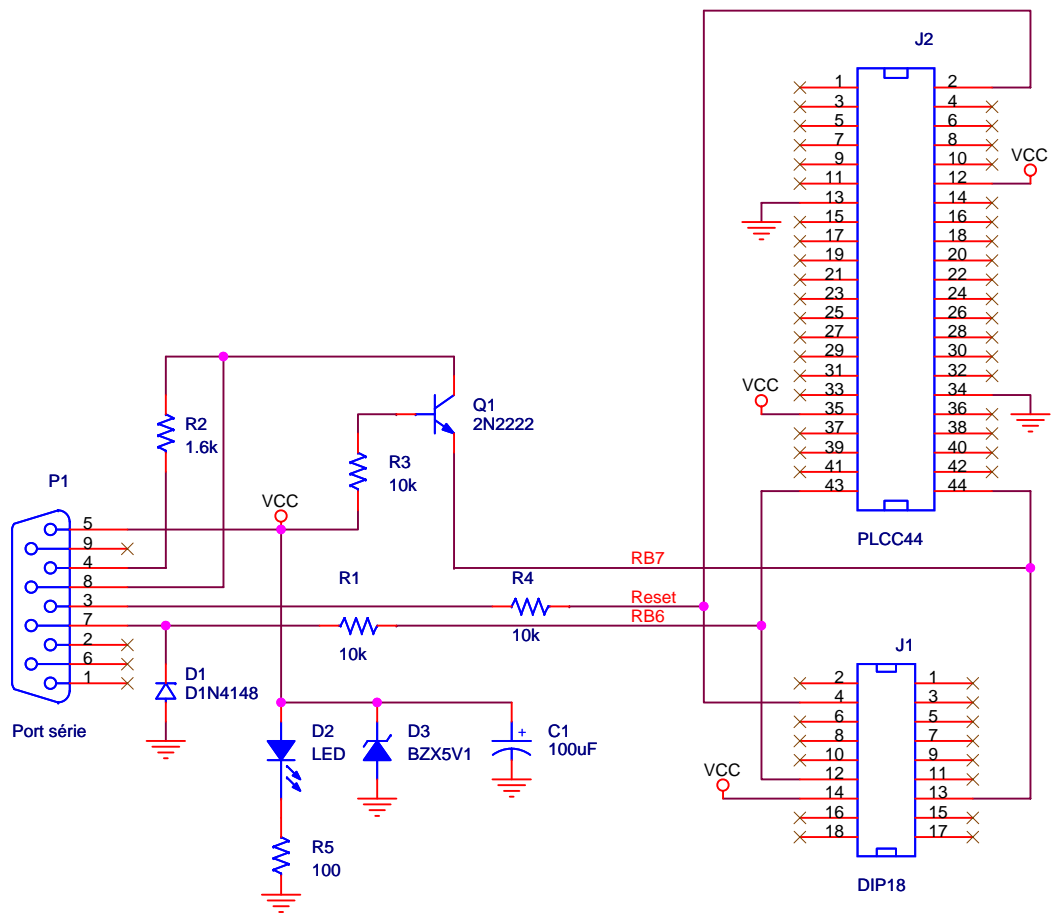 J2
1 2
3 4
5 6
7 8
9 10
11 12
VCC
13 14
15 16
17 18
19 20
21 22
23 24
25 26
27 28
29 30
31 32
33 34
VCC
35 36
37 38
39 40
41 42
43 44
PLCC44
Q1
2N2222
R2
1.6k
R3
10k
P1
VCC
5
9
4
8
3
7
2
6
1
Port série
RB7
R1
10k
R4
10k
Reset
RB6
D1
D1N4148
D2
LED
D3
BZX5V1
+
C1
100uF
R5
100
J1
2 1
4 3
6 5
8 7
10 9
12 11
VCC
14 13
16 15
18 17
DIP18